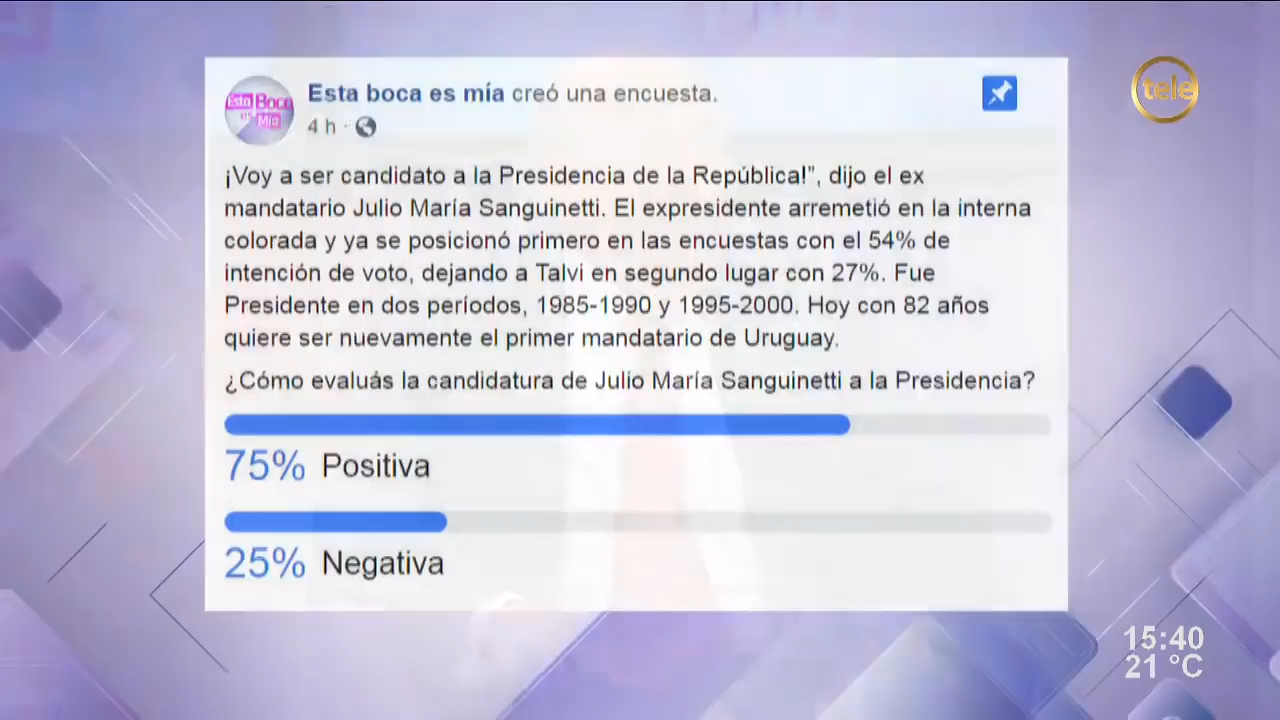 Esta boca es mía creó una encuesta.
Esta Boca es Mía
4 h ·
tele
¡Voy a ser candidato a la Presidencia de la República!”, dijo el ex
mandatario Julio María Sanguinetti. El expresidente arremetió en la interna
colorada y ya se posicionó primero en las encuestas con el 54% de
intención de voto, dejando a Talvi en segundo lugar con 27%. Fue
Presidente en dos períodos, 1985-1990 y 1995-2000. Hoy con 82 años
quiere ser nuevamente el primer mandatario de Uruguay.
¿Cómo evaluás la candidatura de Julio María Sanguinetti a la Presidencia?
75% Positiva
25% Negativa
15:40
21 °C